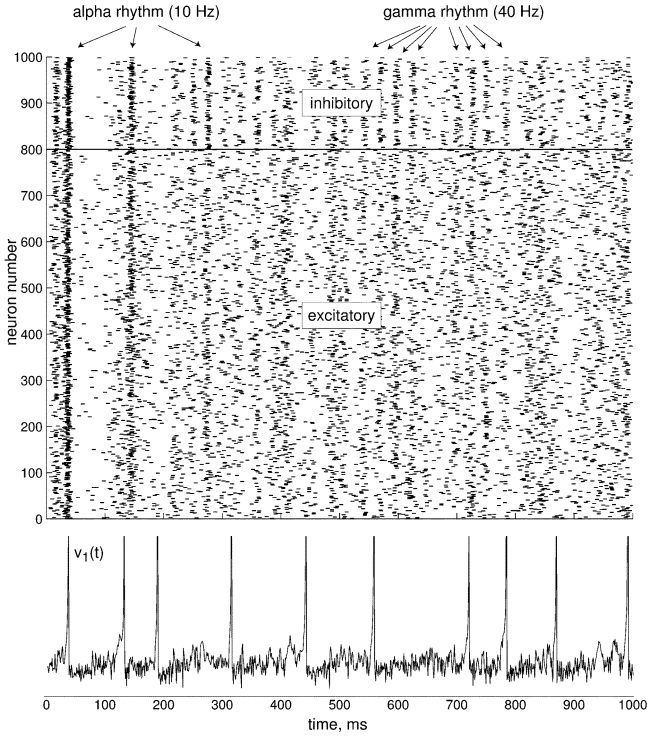 alpha rhythm (10 Hz) gamma rhythm (40 Hz)
1000
900
inhibitory
800
700
600
neuron number
500
excitatory
400
300
200
100
0
v1(t)
0 100 200 300 400 500 600 700 800 900 1000
time, ms